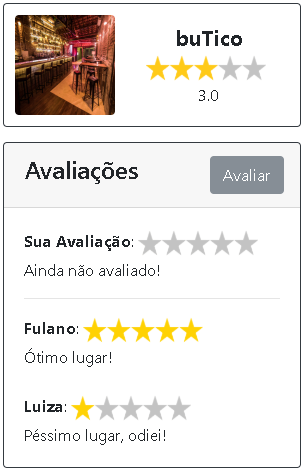 buTico
3.0
Avaliações
Avaliar
Sua Avaliação:
Ainda não avaliado!
Fulano:
Ótimo lugar!
Luiza:
Péssimo lugar, odiei!